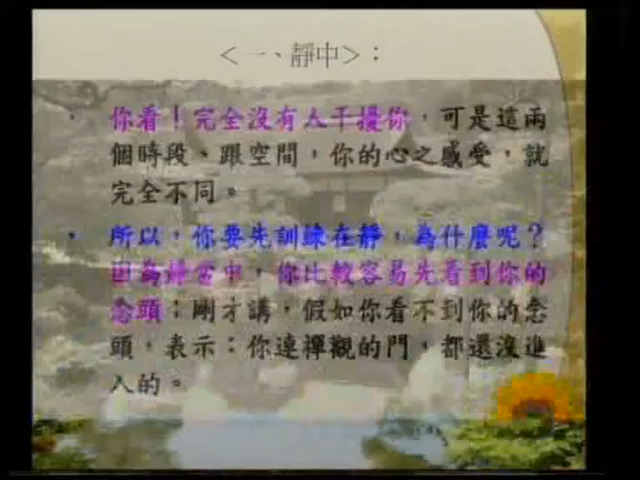 <一、靜中>：
• 你看！完全沒有人干擾你，可是這兩
個時段、跟空間，你的心之感受，就
完全不同。
• 所以，你要先訓練在靜，為什麼呢？
因為靜當中，你比較容易先看到你的
念頭；剛才講，假如你看不到你的念
頭，表示：你連禪觀的門，都還沒進
入的。